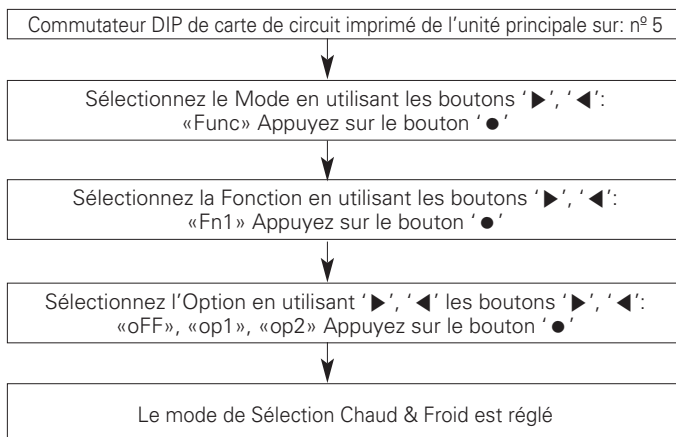 Commutateur DIP de carte de circuit imprimé de l'unité principale sur: nº 5
Sélectionnez le Mode en utilisant les boutons ‘▶’, ‘◀’:
«Func» Appuyez sur le bouton ‘●’
Sélectionnez la Fonction en utilisant les boutons ‘▶’, ‘◀’:
«Fn1» Appuyez sur le bouton ‘●’
Sélectionnez l'Option en utilisant ‘▶’, ‘◀’ les boutons ‘▶’, ‘◀’:
«oFF», «op1», «op2» Appuyez sur le bouton ‘●’
Le mode de Sélection Chaud & Froid est réglé